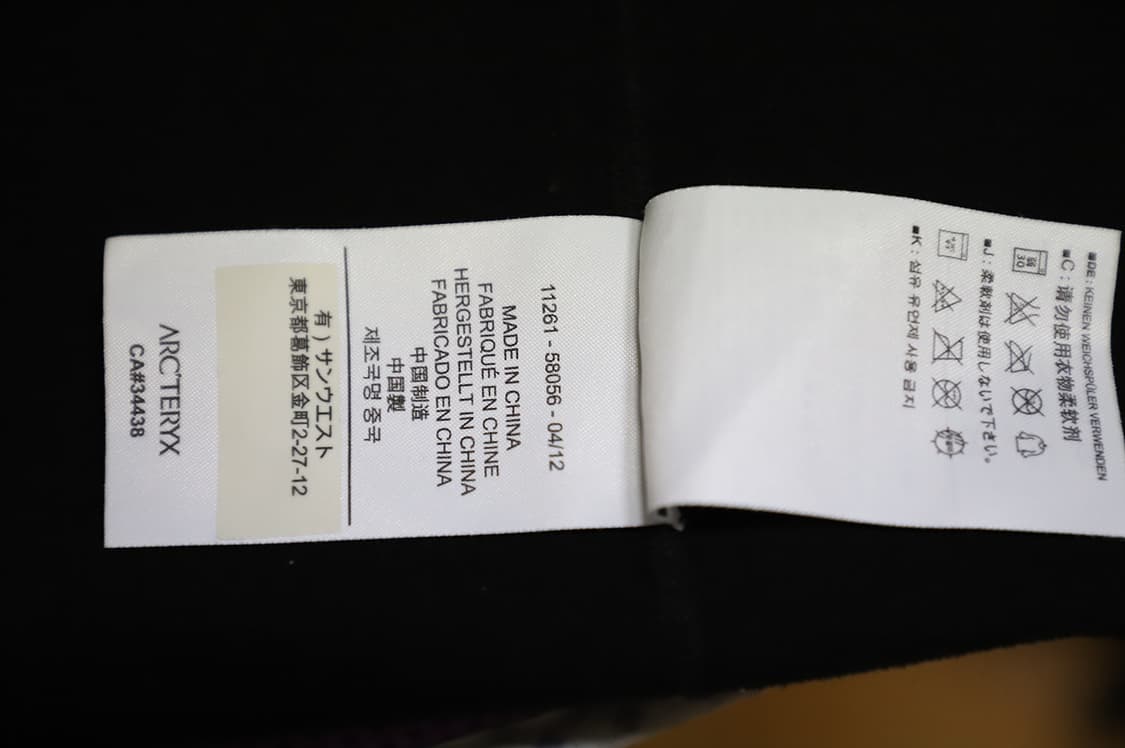 ■DE : KEINEN WEICHSPÜLER VERWENDEN
■C : 请勿使用衣物柔软剂
■J : 柔軟剤は使用しないで下さい。
■K : 섬유 유연제 사용 금지
11261 - 58056 - 04/12
MADE IN CHINA
FABRIQUÉ EN CHINE
HERGESTELLT IN CHINA
FABRICADO EN CHINA
中国制造
中国製
제조국명 중국
有）サンウエスト
東京都葛飾区金町2-27-12
ARC'TERYX
CA#34438